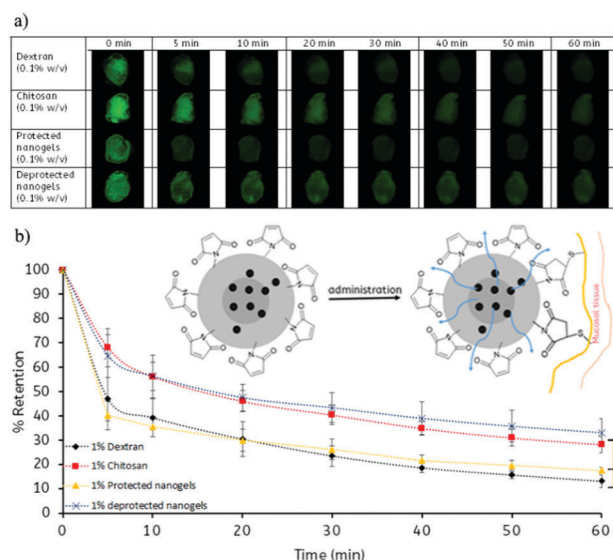 a)
0 min 5 min 10 min 20 min 30 min 40 min 50 min 60 min
Dextran
(0.1% w/v)
Chitosan
(0.1% w/v)
Protected
nanogels
(0.1% w/v)
Deprotected
nanogels
(0.1% w/v)
b)
administration
Mucosal tissue
% Retention
100
90
80
70
60
50
40
30
20
10
0
1% Dextran
1% Chitosan
1% Protected nanogels
1% deprotected nanogels
0 10 20 30 40 50 60
Time (min)